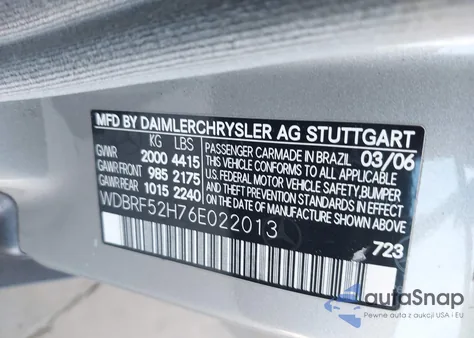 MFD BY DAIMLERCHRYSLER AG STUTTGART
KG LBS
GVWR 2000 4415
GAWR FRONT 985 2175
GAWR REAR 1015 2240
PASSENGER CAR MADE IN BRAZIL 03/06
THIS VEHICLE CONFORMS TO ALL APPLICABLE
U.S. FEDERAL MOTOR VEHICLE SAFETY,BUMPER
AND THEFT PREVENTION STANDARDS IN EFFECT
ON THE DATE OF MANUFACTURE SHOWN ABOVE
WDBRF52H76E022013
723
autoSnap
Pewne auta z aukcji USA i EU